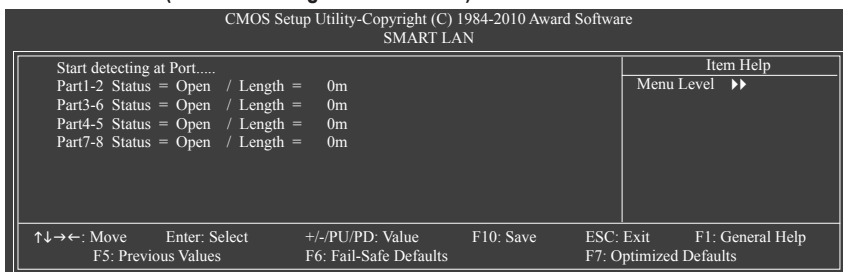 CMOS Setup Utility-Copyright (C) 1984-2010 Award Software
SMART LAN
Start detecting at Port.....
Part1-2 Status = Open / Length = 0m
Part3-6 Status = Open / Length = 0m
Part4-5 Status = Open / Length = 0m
Part7-8 Status = Open / Length = 0m
Item Help
Menu Level ▶▶
↑↓→←: Move Enter: Select +/-/PU/PD: Value F10: Save ESC: Exit F1: General Help
F5: Previous Values F6: Fail-Safe Defaults F7: Optimized Defaults